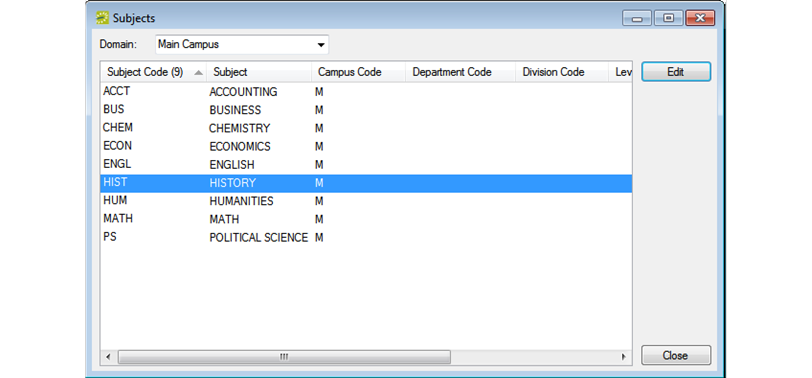 Subjects
Domain: Main Campus
Subject Code (9) Subject Campus Code Department Code Division Code Lev Edit
ACCT ACCOUNTING M
BUS BUSINESS M
CHEM CHEMISTRY M
ECON ECONOMICS M
ENGL ENGLISH M
HIST HISTORY M
HUM HUMANITIES M
MATH MATH M
PS POLITICAL SCIENCE M
Close